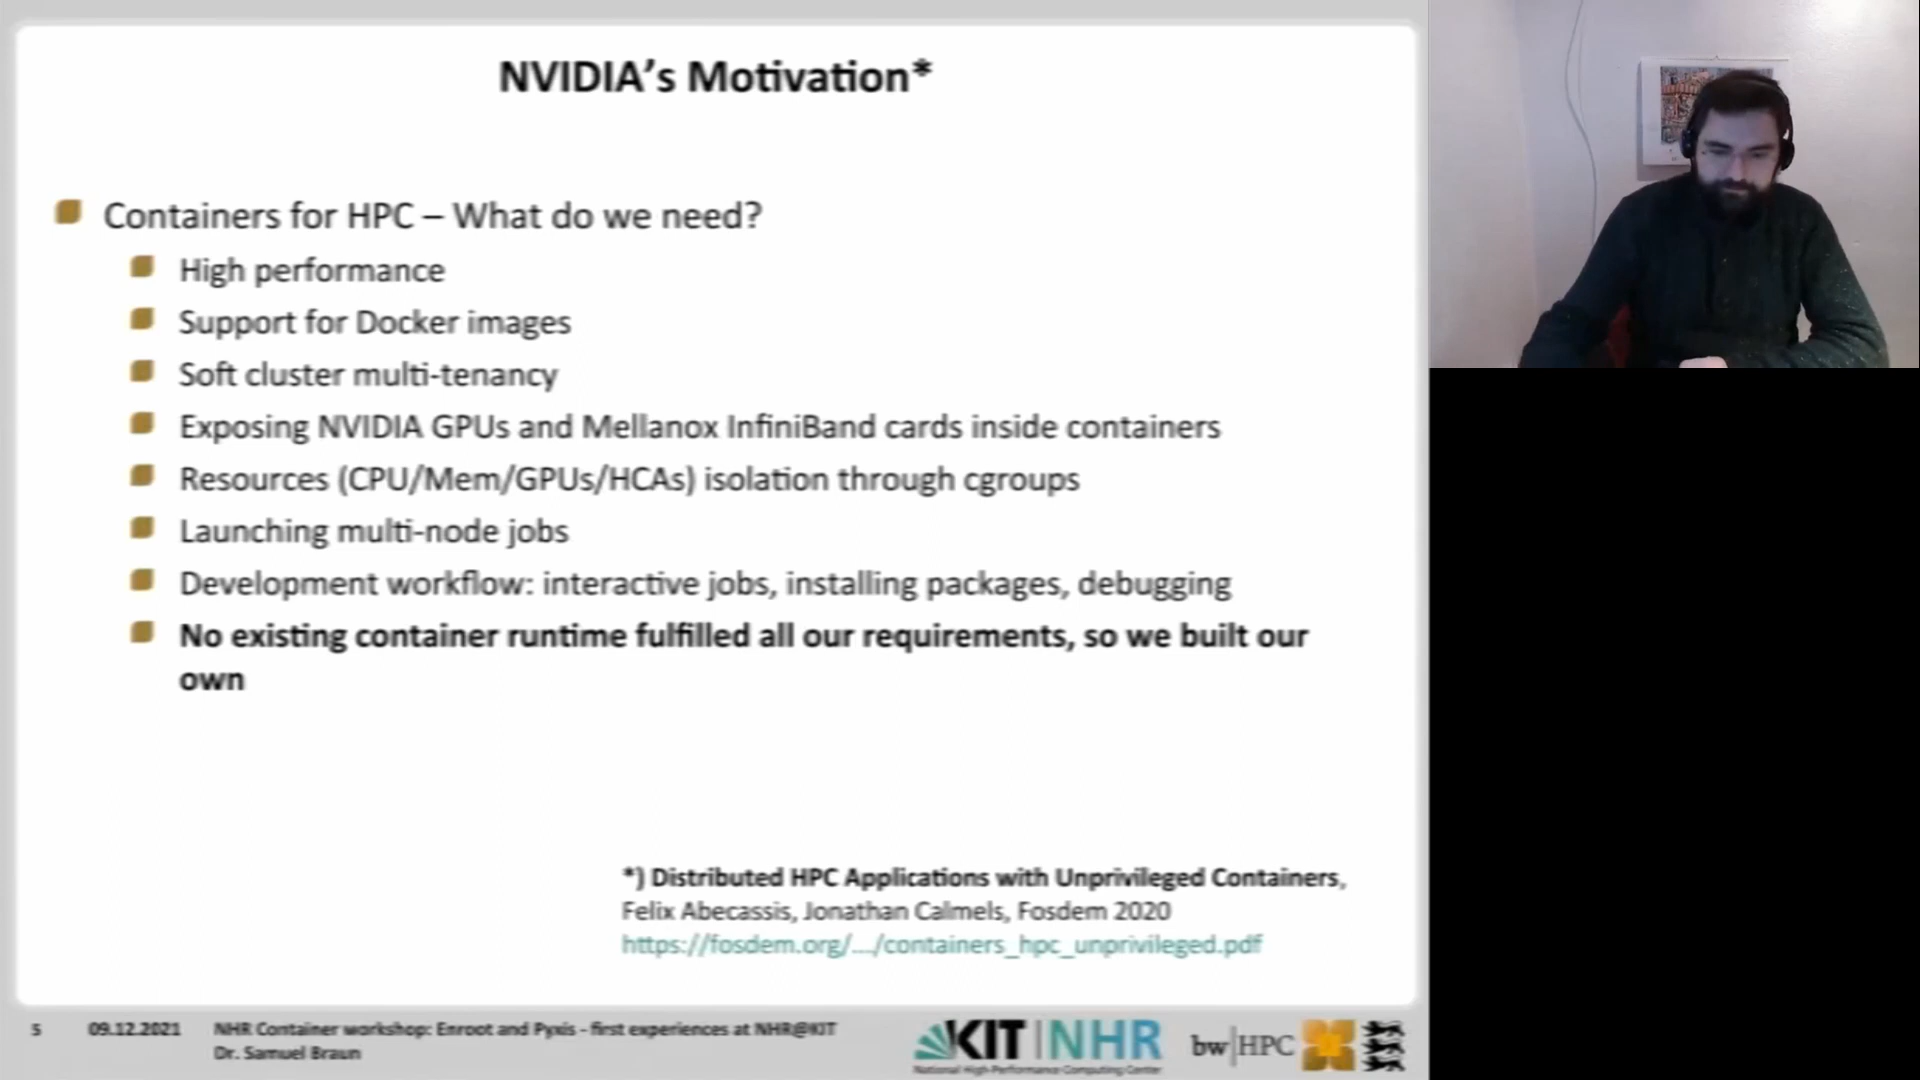 NVIDIA’s Motivation*
Containers for HPC – What do we need?
High performance
Support for Docker images
Soft cluster multi-tenancy
Exposing NVIDIA GPUs and Mellanox InfiniBand cards inside containers
Resources (CPU/Mem/GPUs/HCAs) isolation through cgroups
Launching multi-node jobs
Development workflow: interactive jobs, installing packages, debugging
No existing container runtime fulfilled all our requirements, so we built our
own
*) Distributed HPC Applications with Unprivileged Containers,
Felix Abecassis, Jonathan Calmels, Fosdem 2020
https://fosdem.org/.../containers_hpc_unprivileged.pdf
5 09.12.2021 NHR Container workshop: Enroot and Pyxis - first experiences at NHR@KIT
Dr. Samuel Braun
KIT | NHR
National High-Performance Computing Center
bw|HPC